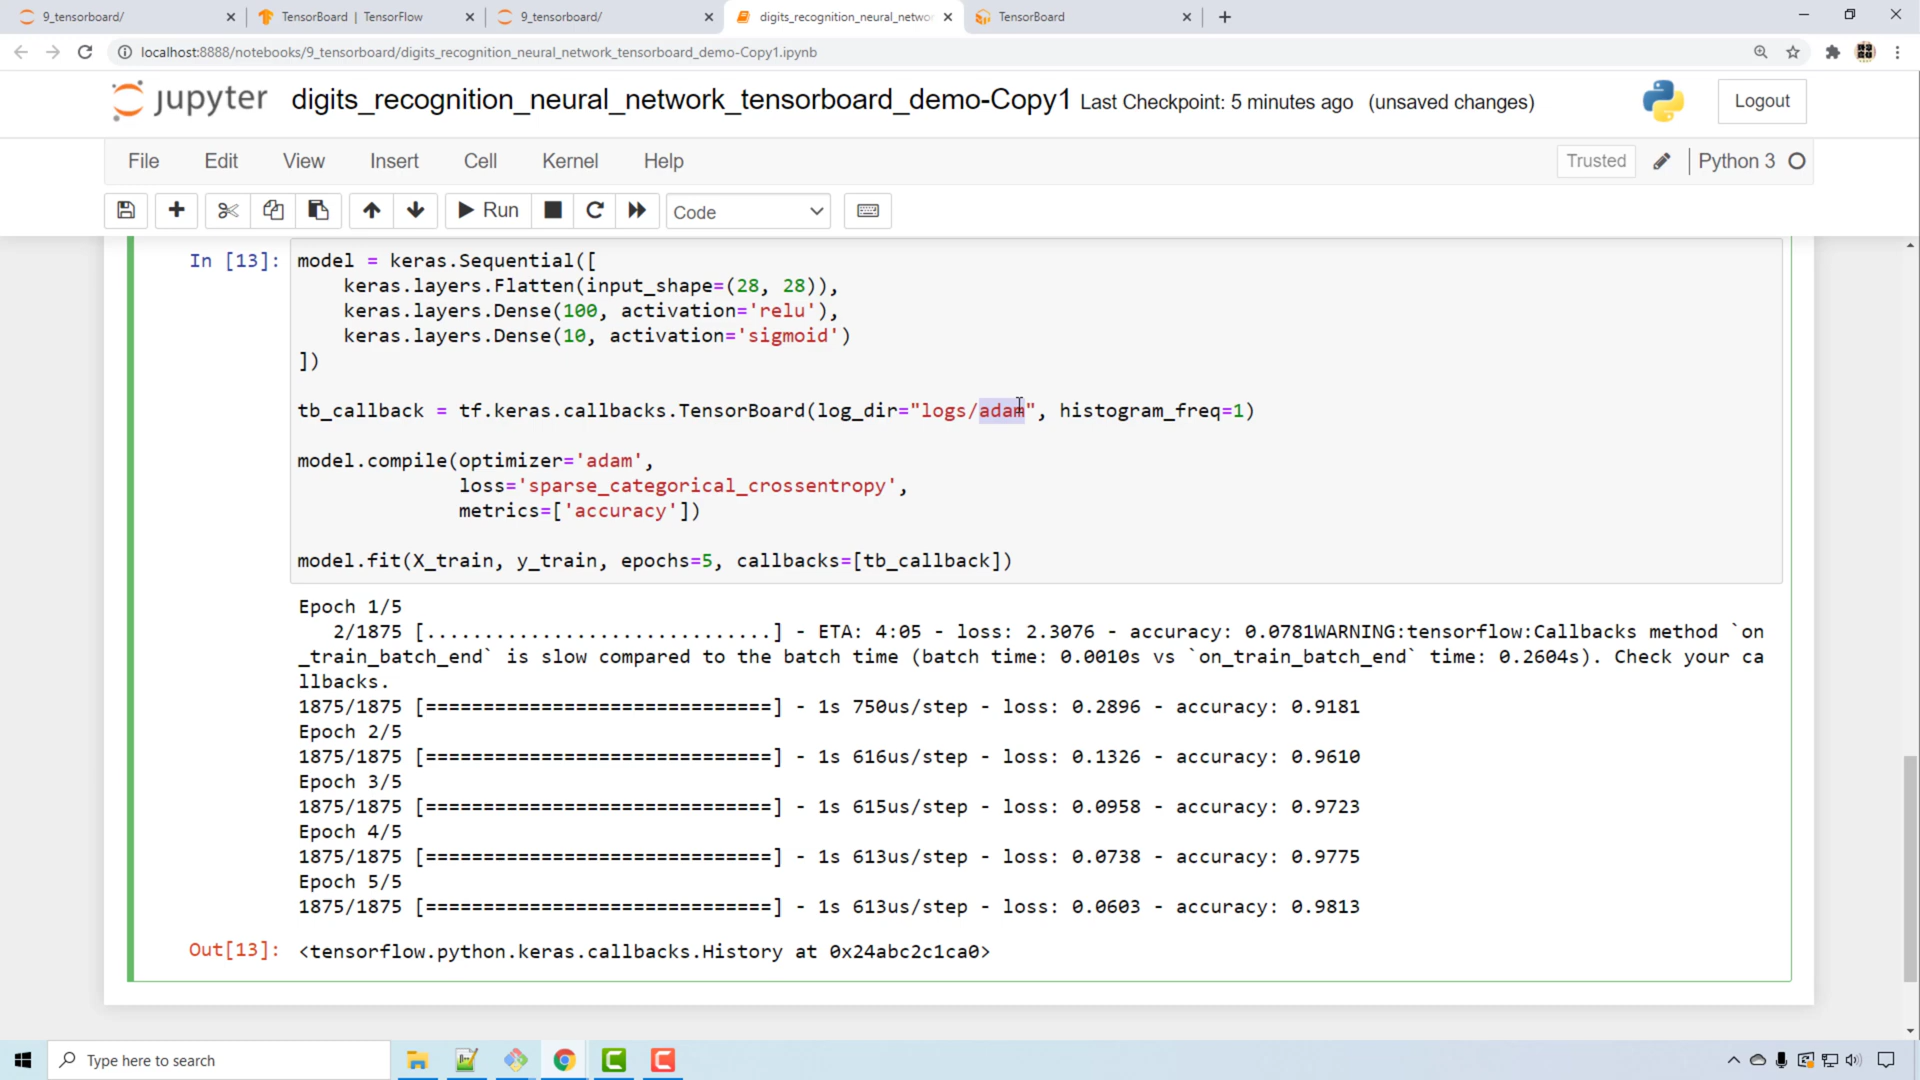 9_tensorboard/
TensorBoard | TensorFlow
9_tensorboard/
digits_recognition_neural_netwo
TensorBoard
localhost:8888/notebooks/9_tensorboard/digits_recognition_neural_network_tensorboard_demo-Copy1.ipynb
jupyter digits_recognition_neural_network_tensorboard_demo-Copy1 Last Checkpoint: 5 minutes ago (unsaved changes)
Logout
File Edit View Insert Cell Kernel Help
Trusted Python 3
Run Code
In [13]: model = keras.Sequential([
    keras.layers.Flatten(input_shape=(28, 28)),
    keras.layers.Dense(100, activation='relu'),
    keras.layers.Dense(10, activation='sigmoid')
])
tb_callback = tf.keras.callbacks.TensorBoard(log_dir="logs/adam", histogram_freq=1)
model.compile(optimizer='adam',
              loss='sparse_categorical_crossentropy',
              metrics=['accuracy'])
model.fit(X_train, y_train, epochs=5, callbacks=[tb_callback])
Epoch 1/5
   2/1875 [..............................] - ETA: 4:05 - loss: 2.3076 - accuracy: 0.0781WARNING:tensorflow:Callbacks method `on
_train_batch_end` is slow compared to the batch time (batch time: 0.0010s vs `on_train_batch_end` time: 0.2604s). Check your ca
llbacks.
1875/1875 [==============================] - 1s 750us/step - loss: 0.2896 - accuracy: 0.9181
Epoch 2/5
1875/1875 [==============================] - 1s 616us/step - loss: 0.1326 - accuracy: 0.9610
Epoch 3/5
1875/1875 [==============================] - 1s 615us/step - loss: 0.0958 - accuracy: 0.9723
Epoch 4/5
1875/1875 [==============================] - 1s 613us/step - loss: 0.0738 - accuracy: 0.9775
Epoch 5/5
1875/1875 [==============================] - 1s 613us/step - loss: 0.0603 - accuracy: 0.9813
Out[13]: <tensorflow.python.keras.callbacks.History at 0x24abc2c1ca0>
Type here to search